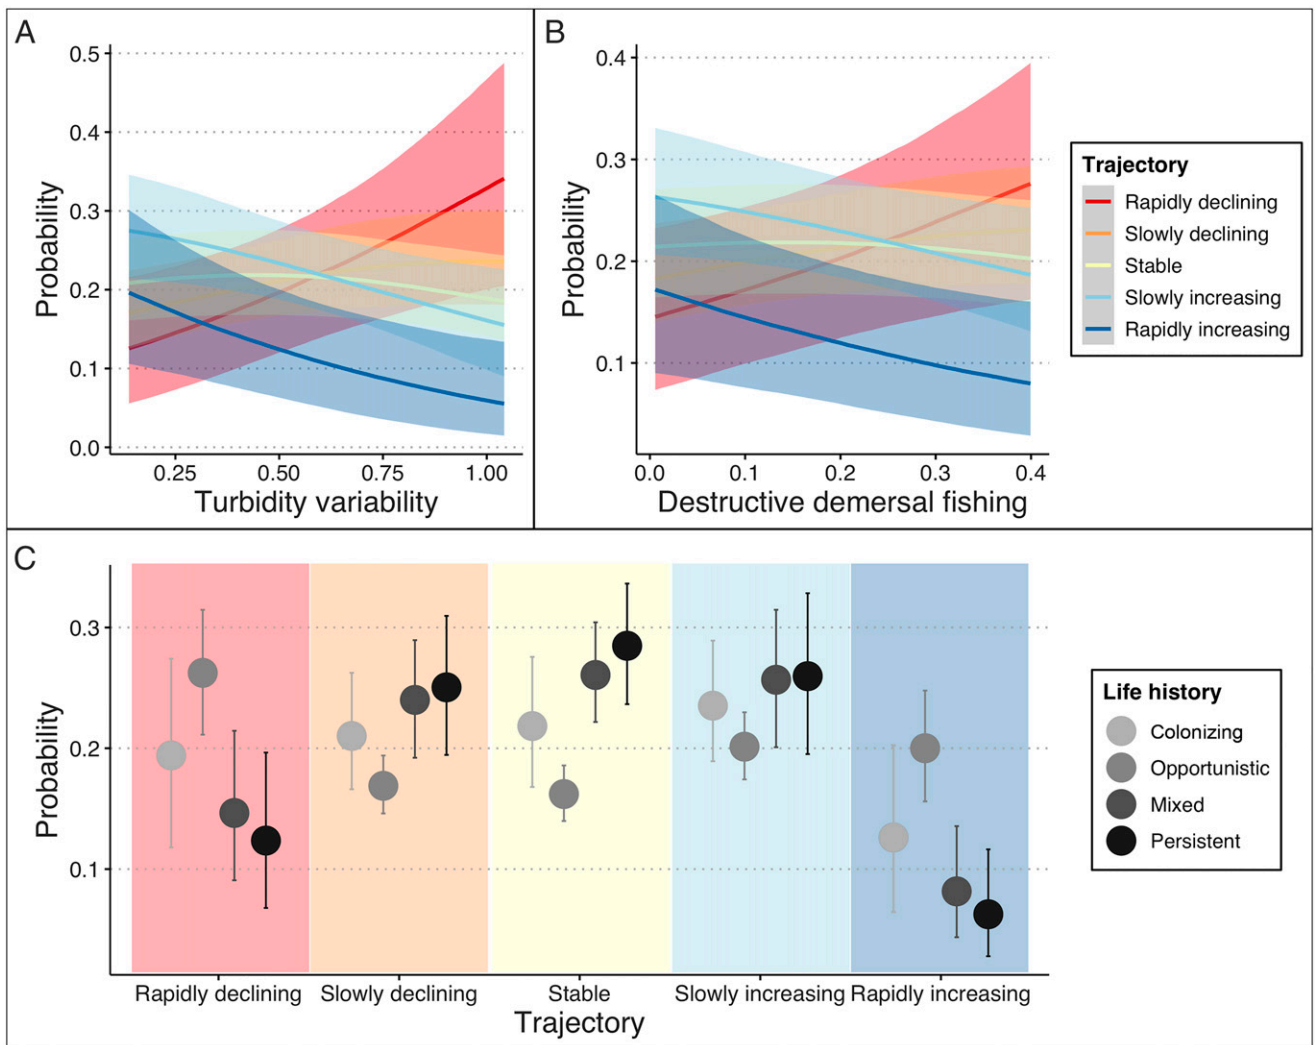 A
0.5
0.4
0.3
0.2
0.1
0.0
Probability
0.25 0.50 0.75 1.00
Turbidity variability
B
0.4
0.3
0.2
0.1
Probability
0.0 0.1 0.2 0.3 0.4
Destructive demersal fishing
Trajectory
Rapidly declining
Slowly declining
Stable
Slowly increasing
Rapidly increasing
C
0.3
0.2
0.1
Probability
Rapidly declining Slowly declining Stable Slowly increasing Rapidly increasing
Trajectory
Life history
Colonizing
Opportunistic
Mixed
Persistent